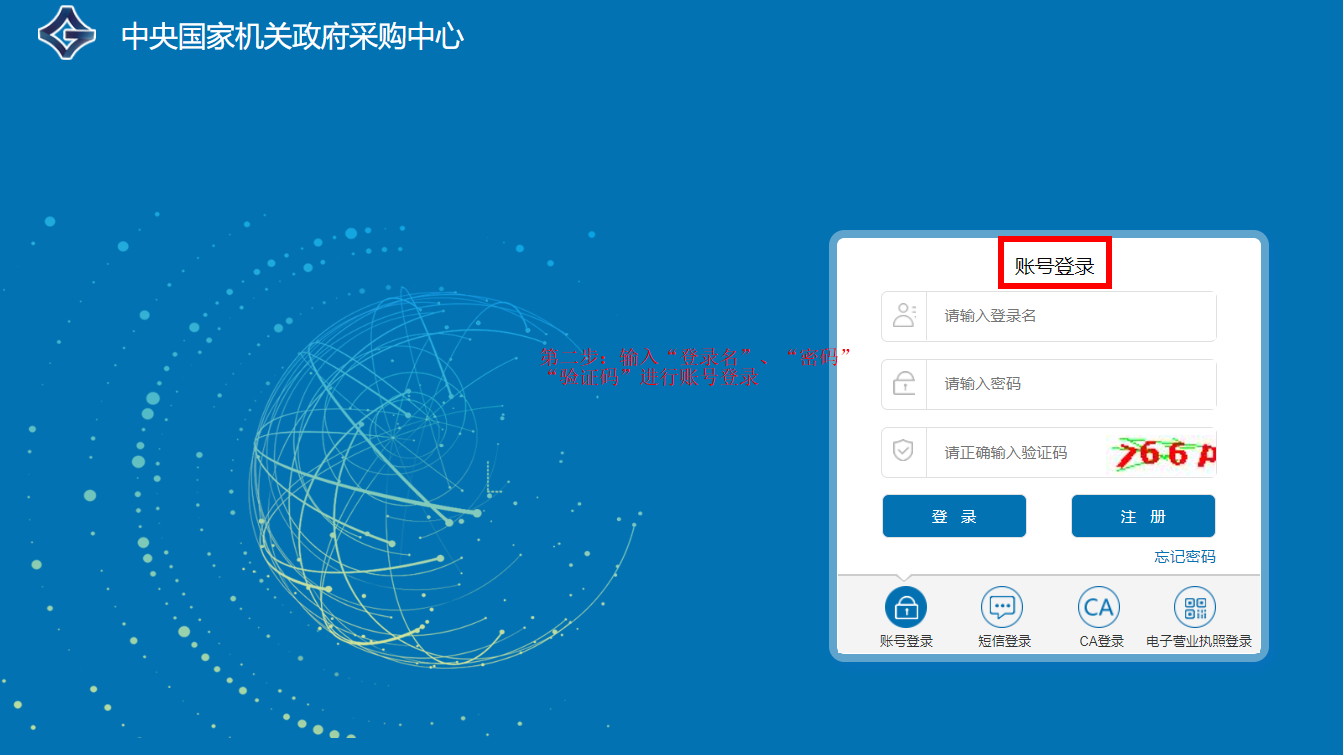 中央国家机关政府采购中心
账号登录
请输入登录名
第二步：输入“登录名”、“密码”
“验证码”进行账号登录
请输入密码
请正确输入验证码
766p
登 录
注 册
忘记密码
账号登录
短信登录
CA
CA登录
电子营业执照登录